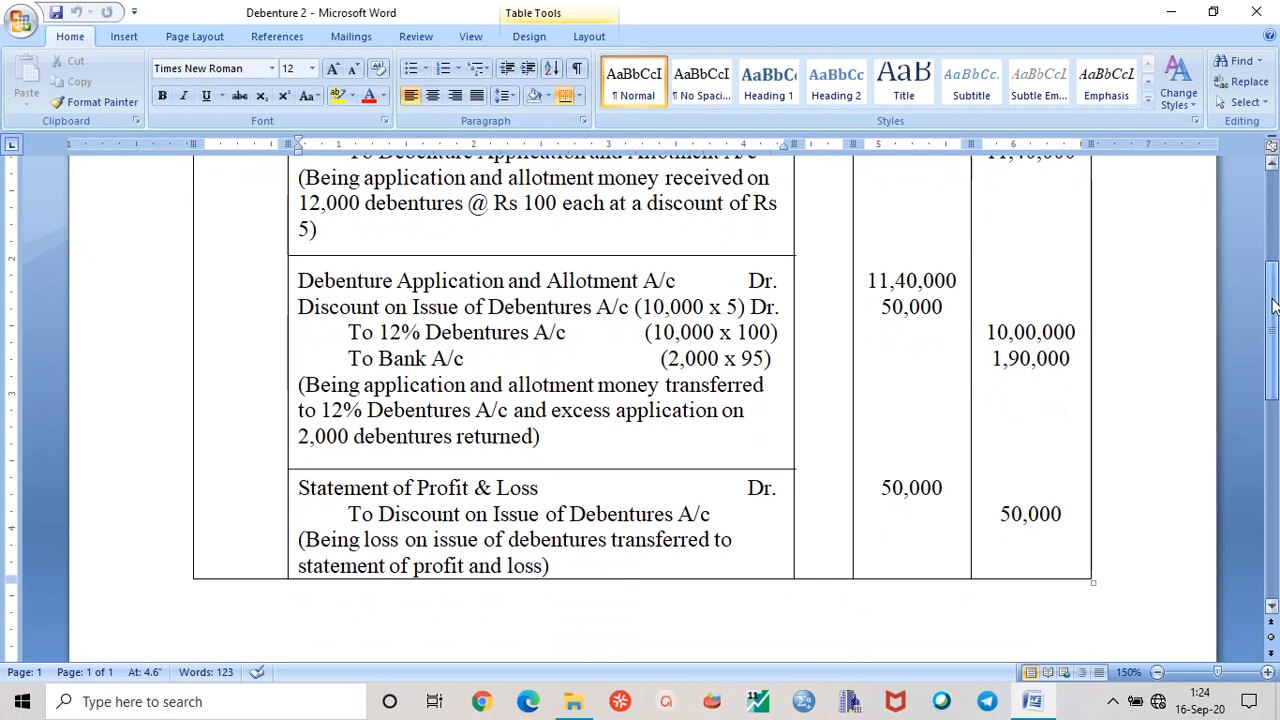 Debenture 2 - Microsoft Word
Table Tools
Home Insert Page Layout References Mailings Review View Design Layout
Paste
Cut
Copy
Format Painter
Clipboard
Times New Roman 12
Font
Paragraph
AaBbCcI AaBbCcI AaBbC AaBbCc AaB AaBbCcl AaBbCcI AaBbCcI
¶ Normal ¶ No Spaci... Heading 1 Heading 2 Title Subtitle Subtle Em... Emphasis
Change Styles
Styles
Find
Replace
Select
Editing
To Debenture Application and Allotment A/c 11,40,000
(Being application and allotment money received on
12,000 debentures @ Rs 100 each at a discount of Rs
5)
Debenture Application and Allotment A/c Dr. 11,40,000
Discount on Issue of Debentures A/c (10,000 x 5) Dr. 50,000
To 12% Debentures A/c (10,000 x 100) 10,00,000
To Bank A/c (2,000 x 95) 1,90,000
(Being application and allotment money transferred
to 12% Debentures A/c and excess application on
2,000 debentures returned)
Statement of Profit & Loss Dr. 50,000
To Discount on Issue of Debentures A/c 50,000
(Being loss on issue of debentures transferred to
statement of profit and loss)
Page: 1 Page: 1 of 1 At: 4.6" Words: 123 150%
Type here to search
1:24
16-Sep-20